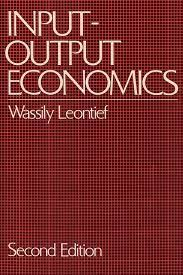 INPUT-
OUTPUT
ECONOMICS
Wassily Leontief
Second Edition